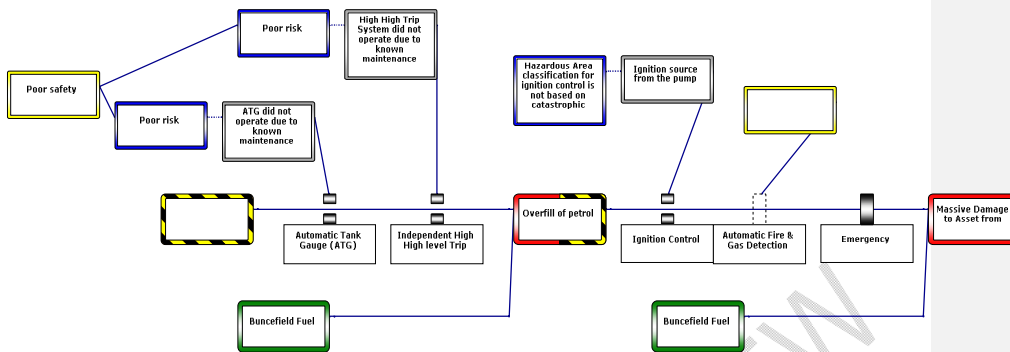 Poor safety
Poor risk
High High Trip
System did not
operate due to
known
maintenance
Poor risk
ATG did not
operate due to
known
maintenance
Hazardous Area
classification for
ignition control is
not based on
catastrophic
Ignition source
from the pump
Overfill of petrol
Massive Damage
to Asset from
Automatic Tank
Gauge (ATG)
Independent High
High level Trip
Ignition Control
Automatic Fire &
Gas Detection
Emergency
Buncefield Fuel
Buncefield Fuel